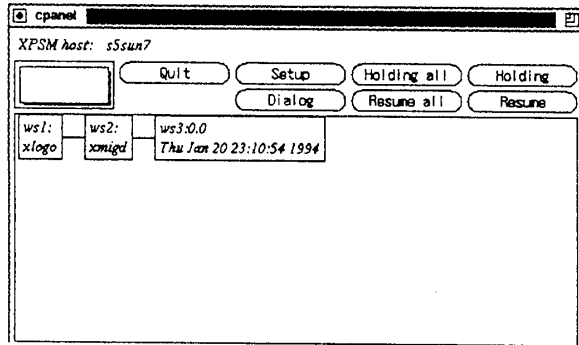 cpanel
XPSM host: s5sun7
Quit Setup Holding all Holding
Dialog Resume all Resume
ws1: ws2: ws3:0.0
xlogo xmigd Thu Jan 20 23:10:54 1994